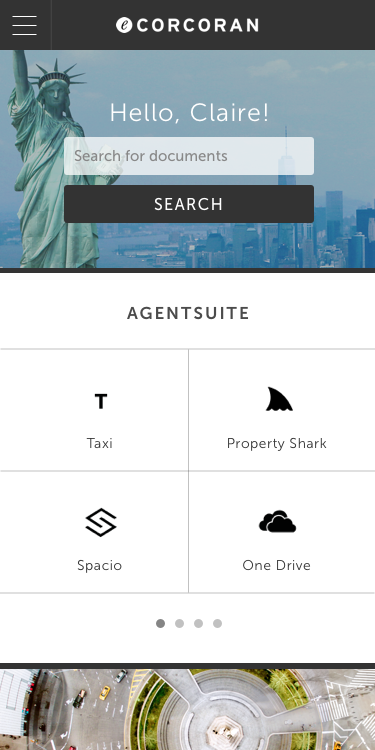 CORCORAN
Hello, Claire!
Search for documents
SEARCH
AGENTSUITE
T
Taxi
Property Shark
Spacio
One Drive